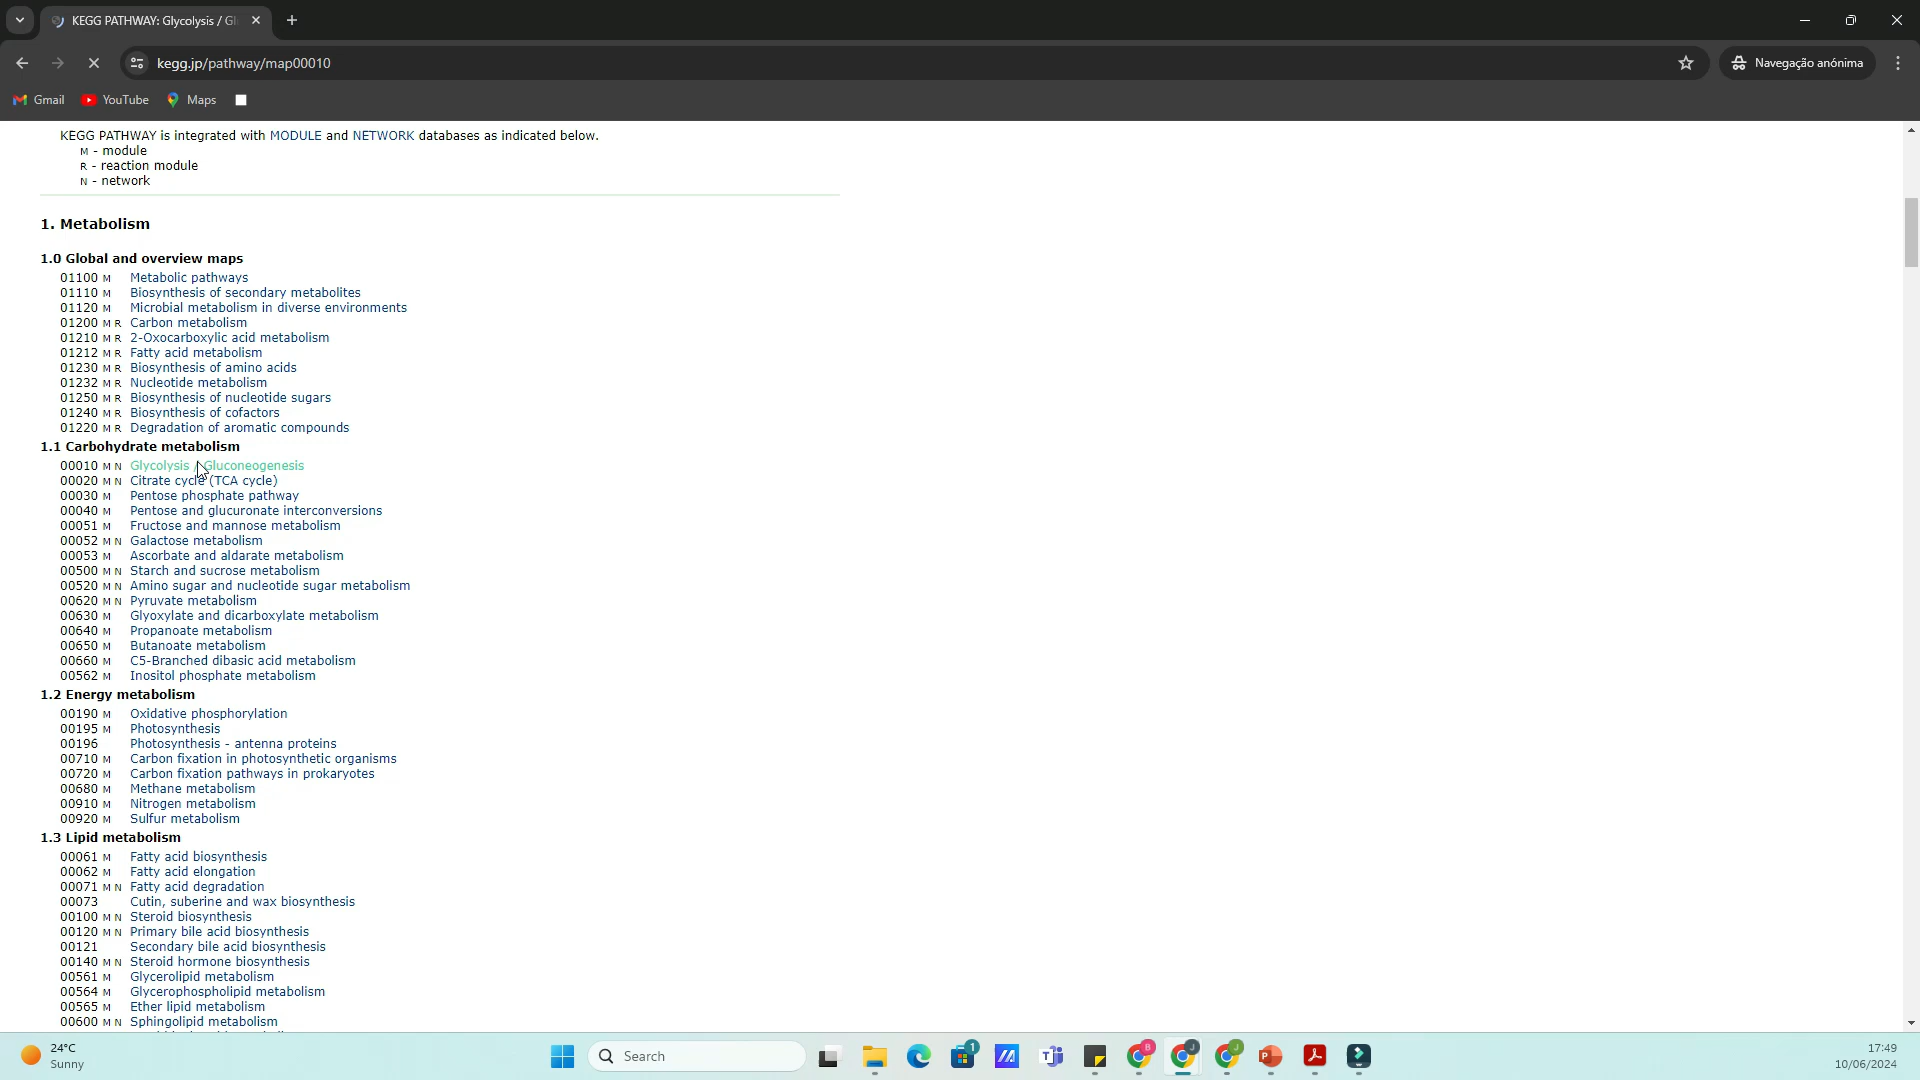 KEGG PATHWAY: Glycolysis / Gl
kegg.jp/pathway/map00010
Navegação anónima
Gmail
YouTube
Maps
KEGG PATHWAY is integrated with MODULE and NETWORK databases as indicated below.
M - module
R - reaction module
N - network
1. Metabolism
1.0 Global and overview maps
01100 M Metabolic pathways
01110 M Biosynthesis of secondary metabolites
01120 M Microbial metabolism in diverse environments
01200 M R Carbon metabolism
01210 M R 2-Oxocarboxylic acid metabolism
01212 M R Fatty acid metabolism
01230 M R Biosynthesis of amino acids
01232 M R Nucleotide metabolism
01250 M R Biosynthesis of nucleotide sugars
01240 M R Biosynthesis of cofactors
01220 M R Degradation of aromatic compounds
1.1 Carbohydrate metabolism
00010 M N Glycolysis / Gluconeogenesis
00020 M N Citrate cycle (TCA cycle)
00030 M Pentose phosphate pathway
00040 M Pentose and glucuronate interconversions
00051 M Fructose and mannose metabolism
00052 M N Galactose metabolism
00053 M Ascorbate and aldarate metabolism
00500 M N Starch and sucrose metabolism
00520 M N Amino sugar and nucleotide sugar metabolism
00620 M N Pyruvate metabolism
00630 M Glyoxylate and dicarboxylate metabolism
00640 M Propanoate metabolism
00650 M Butanoate metabolism
00660 M C5-Branched dibasic acid metabolism
00562 M Inositol phosphate metabolism
1.2 Energy metabolism
00190 M Oxidative phosphorylation
00195 M Photosynthesis
00196 Photosynthesis - antenna proteins
00710 M Carbon fixation in photosynthetic organisms
00720 M Carbon fixation pathways in prokaryotes
00680 M Methane metabolism
00910 M Nitrogen metabolism
00920 M Sulfur metabolism
1.3 Lipid metabolism
00061 M Fatty acid biosynthesis
00062 M Fatty acid elongation
00071 M N Fatty acid degradation
00073 Cutin, suberine and wax biosynthesis
00100 M N Steroid biosynthesis
00120 M N Primary bile acid biosynthesis
00121 Secondary bile acid biosynthesis
00140 M N Steroid hormone biosynthesis
00561 M Glycerolipid metabolism
00564 M Glycerophospholipid metabolism
00565 M Ether lipid metabolism
00600 M N Sphingolipid metabolism
24°C
Sunny
Search
1
B
J
J
17:49
10/06/2024